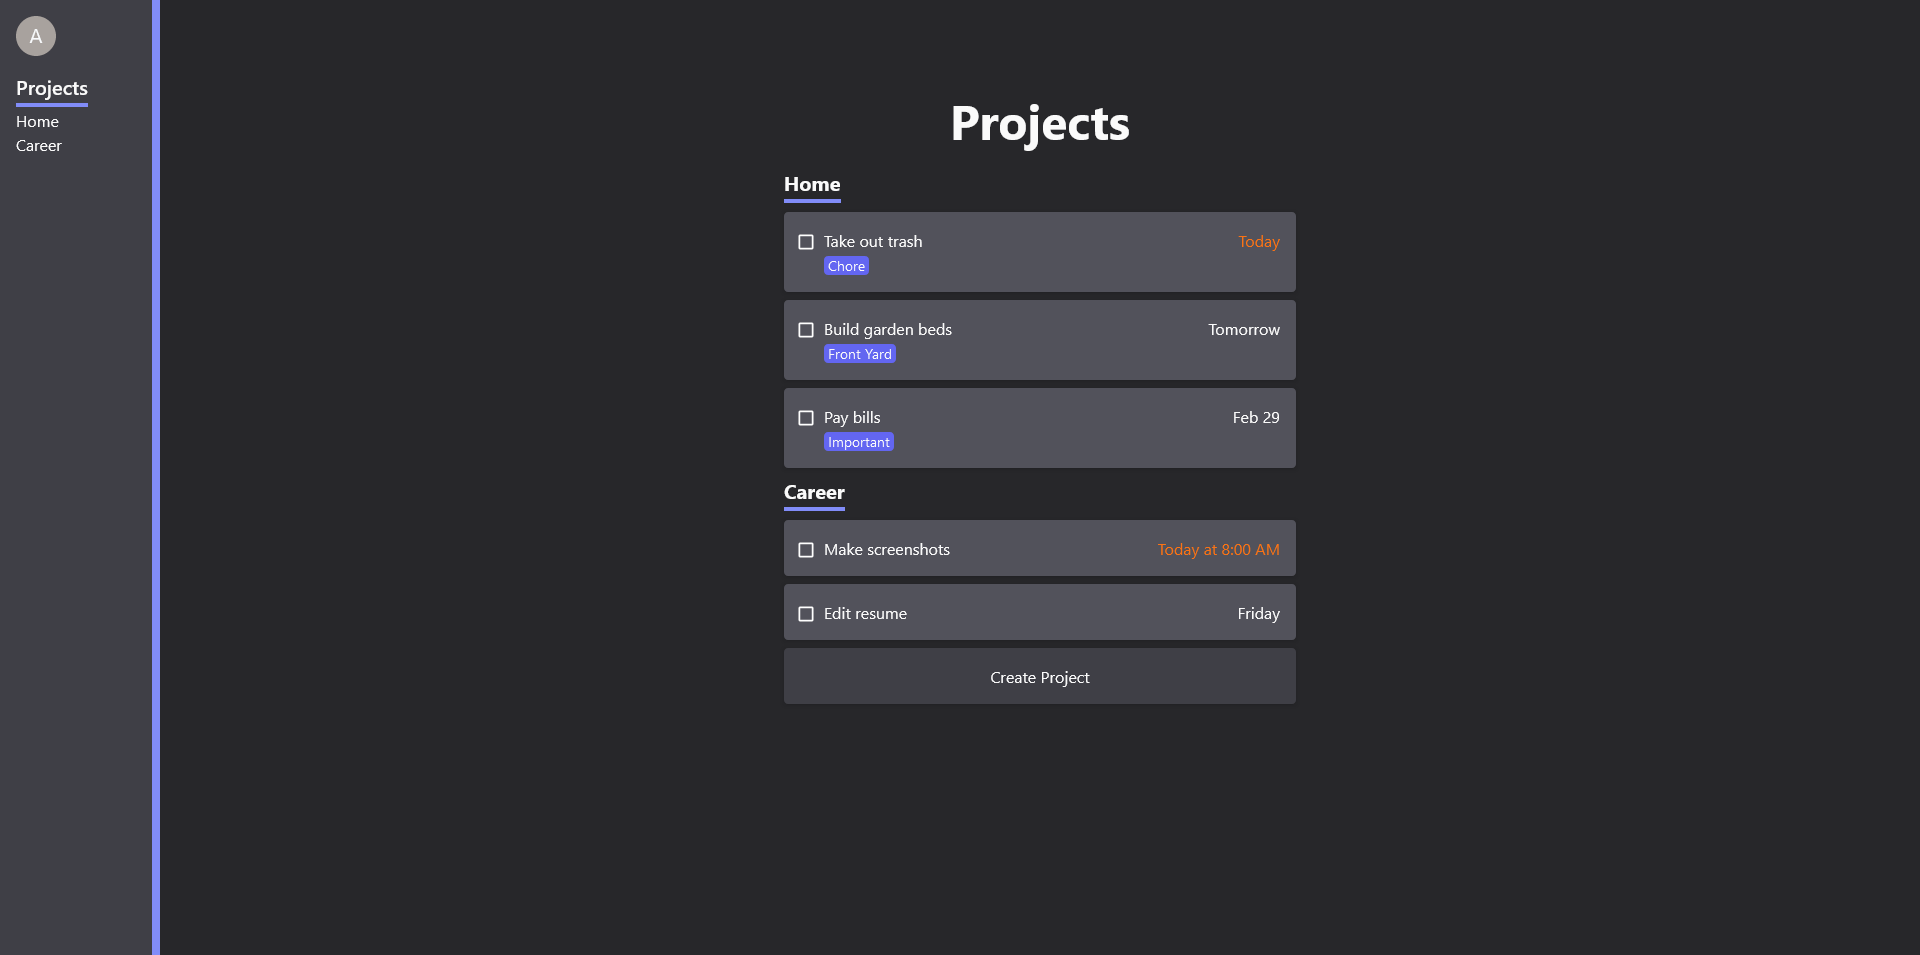 A
Projects
Home
Career
Projects
Home
Take out trash Today
Chore
Build garden beds Tomorrow
Front Yard
Pay bills Feb 29
Important
Career
Make screenshots Today at 8:00 AM
Edit resume Friday
Create Project